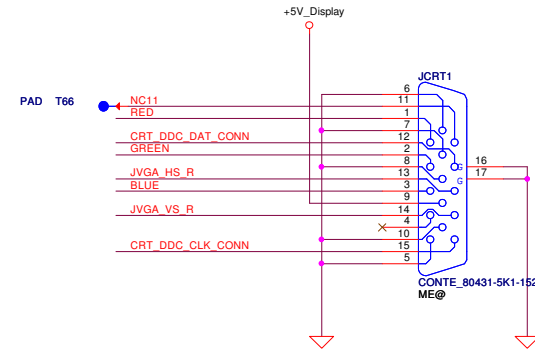 +5V_Display
JCRT1
PAD T66
NC11
RED
CRT_DDC_DAT_CONN
GREEN
JVGA_HS_R
BLUE
JVGA_VS_R
CRT_DDC_CLK_CONN
6
11
1
7
12
2
8
13
3
9
14
4
10
15
5
G 16
G 17
CONTE_80431-5K1-152
ME@